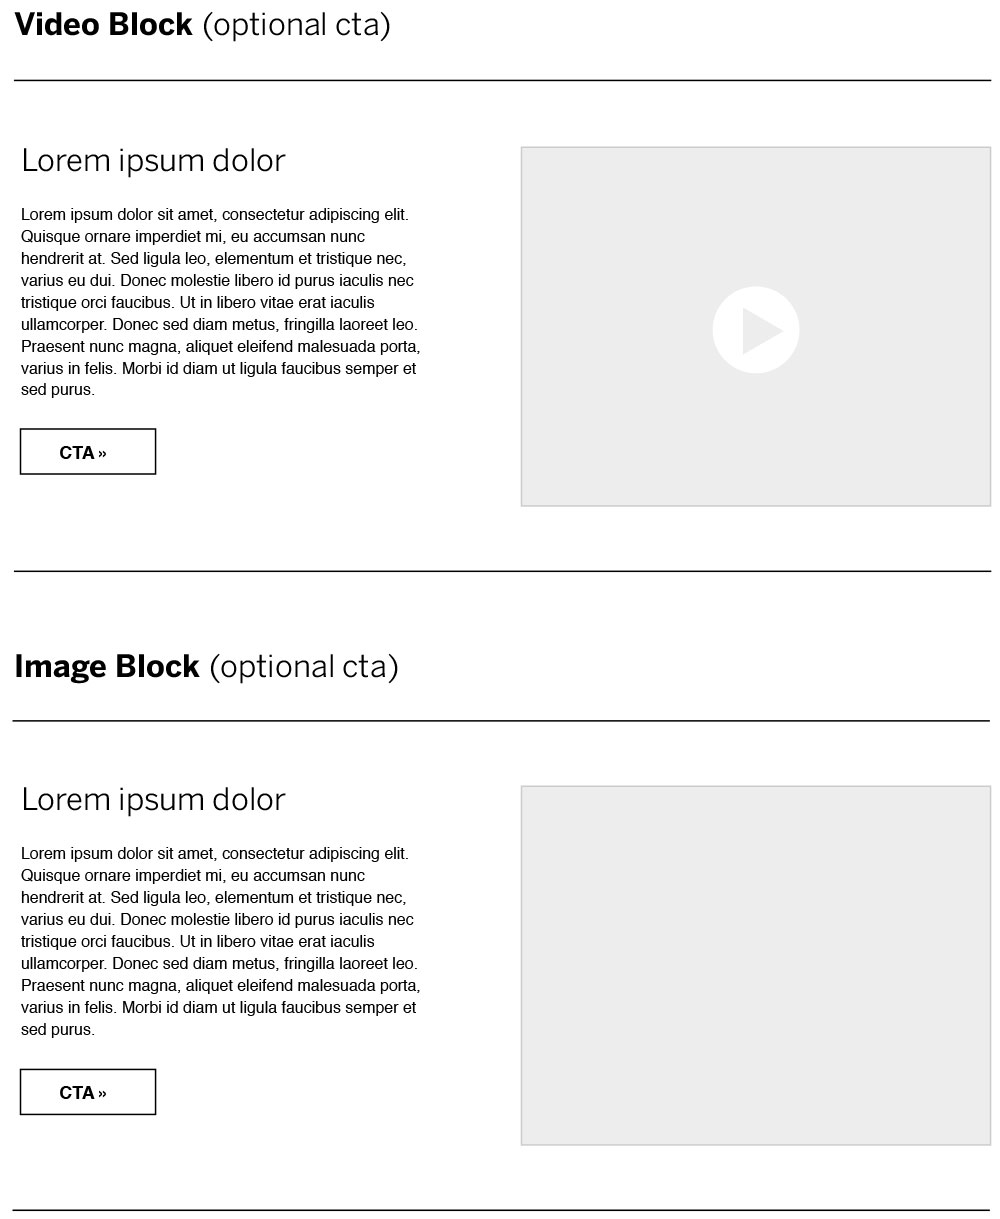 Video Block (optional cta)
Lorem ipsum dolor
Lorem ipsum dolor sit amet, consectetur adipiscing elit.
Quisque ornare imperdiet mi, eu accumsan nunc
hendrerit at. Sed ligula leo, elementum et tristique nec,
varius eu dui. Donec molestie libero id purus iaculis nec
tristique orci faucibus. Ut in libero vitae erat iaculis
ullamcorper. Donec sed diam metus, fringilla laoreet leo.
Praesent nunc magna, aliquet eleifend malesuada porta,
varius in felis. Morbi id diam ut ligula faucibus semper et
sed purus.
CTA »
Image Block (optional cta)
Lorem ipsum dolor
Lorem ipsum dolor sit amet, consectetur adipiscing elit.
Quisque ornare imperdiet mi, eu accumsan nunc
hendrerit at. Sed ligula leo, elementum et tristique nec,
varius eu dui. Donec molestie libero id purus iaculis nec
tristique orci faucibus. Ut in libero vitae erat iaculis
ullamcorper. Donec sed diam metus, fringilla laoreet leo.
Praesent nunc magna, aliquet eleifend malesuada porta,
varius in felis. Morbi id diam ut ligula faucibus semper et
sed purus.
CTA »